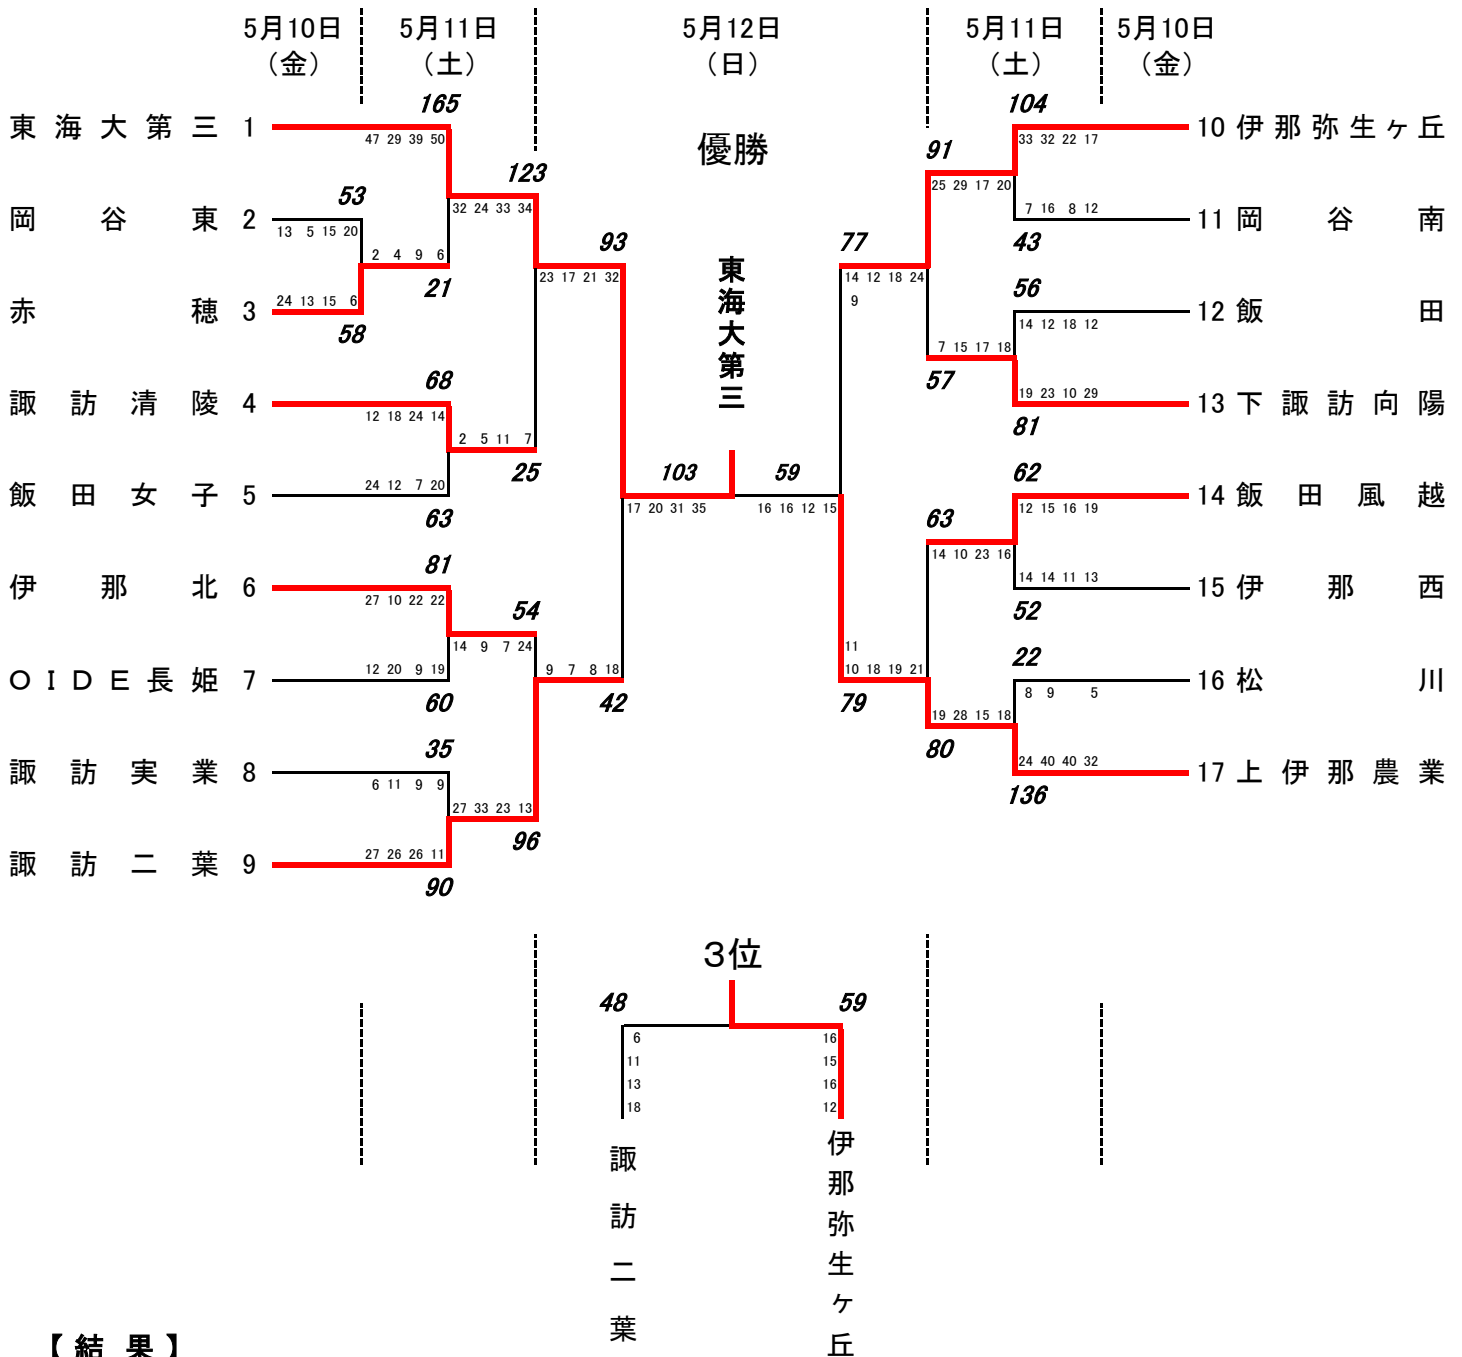 5月10日 5月11日 5月12日 5月11日 5月10日
（金） （土） （日） （土） （金）
165 104
東海大第三 1 47 29 39 50 優勝 91 33 32 22 17 10 伊那弥生ヶ丘
123
53 32 24 33 34 25 29 17 20 7 16 8 12
岡谷東 2 13 5 15 20 11 岡谷南
2 4 9 6 93 77 43
21 23 17 21 32 東海大第三 14 12 18 24 56
24 13 15 6 9
赤穂 3 14 12 18 12 12 飯田
58 7 15 17 18
68 57 19 23 10 29
諏訪清陵 4 13 下諏訪向陽
12 18 24 14 81
2 5 11 7
25 103 59 62
24 12 7 20
飯田女子 5 14 飯田風越
63 17 20 31 35 16 16 12 15 63 12 15 16 19
81 14 10 23 16
伊那北 6 14 14 11 13 15 伊那西
27 10 22 22 54 52
14 9 7 24 11 22
12 20 9 19 9 7 8 18 10 18 19 21
OIDE長姫 7 16 松川
60 42 79 8 9 5
19 28 15 18
35 80
諏訪実業 8 24 40 40 32 17 上伊那農業
6 11 9 9 136
27 33 23 13
96
27 26 26 11
諏訪二葉 9
90
３位
48 59
6 16
11 15
13 16
18 12
諏訪二葉
伊那弥生ヶ丘
【結果】